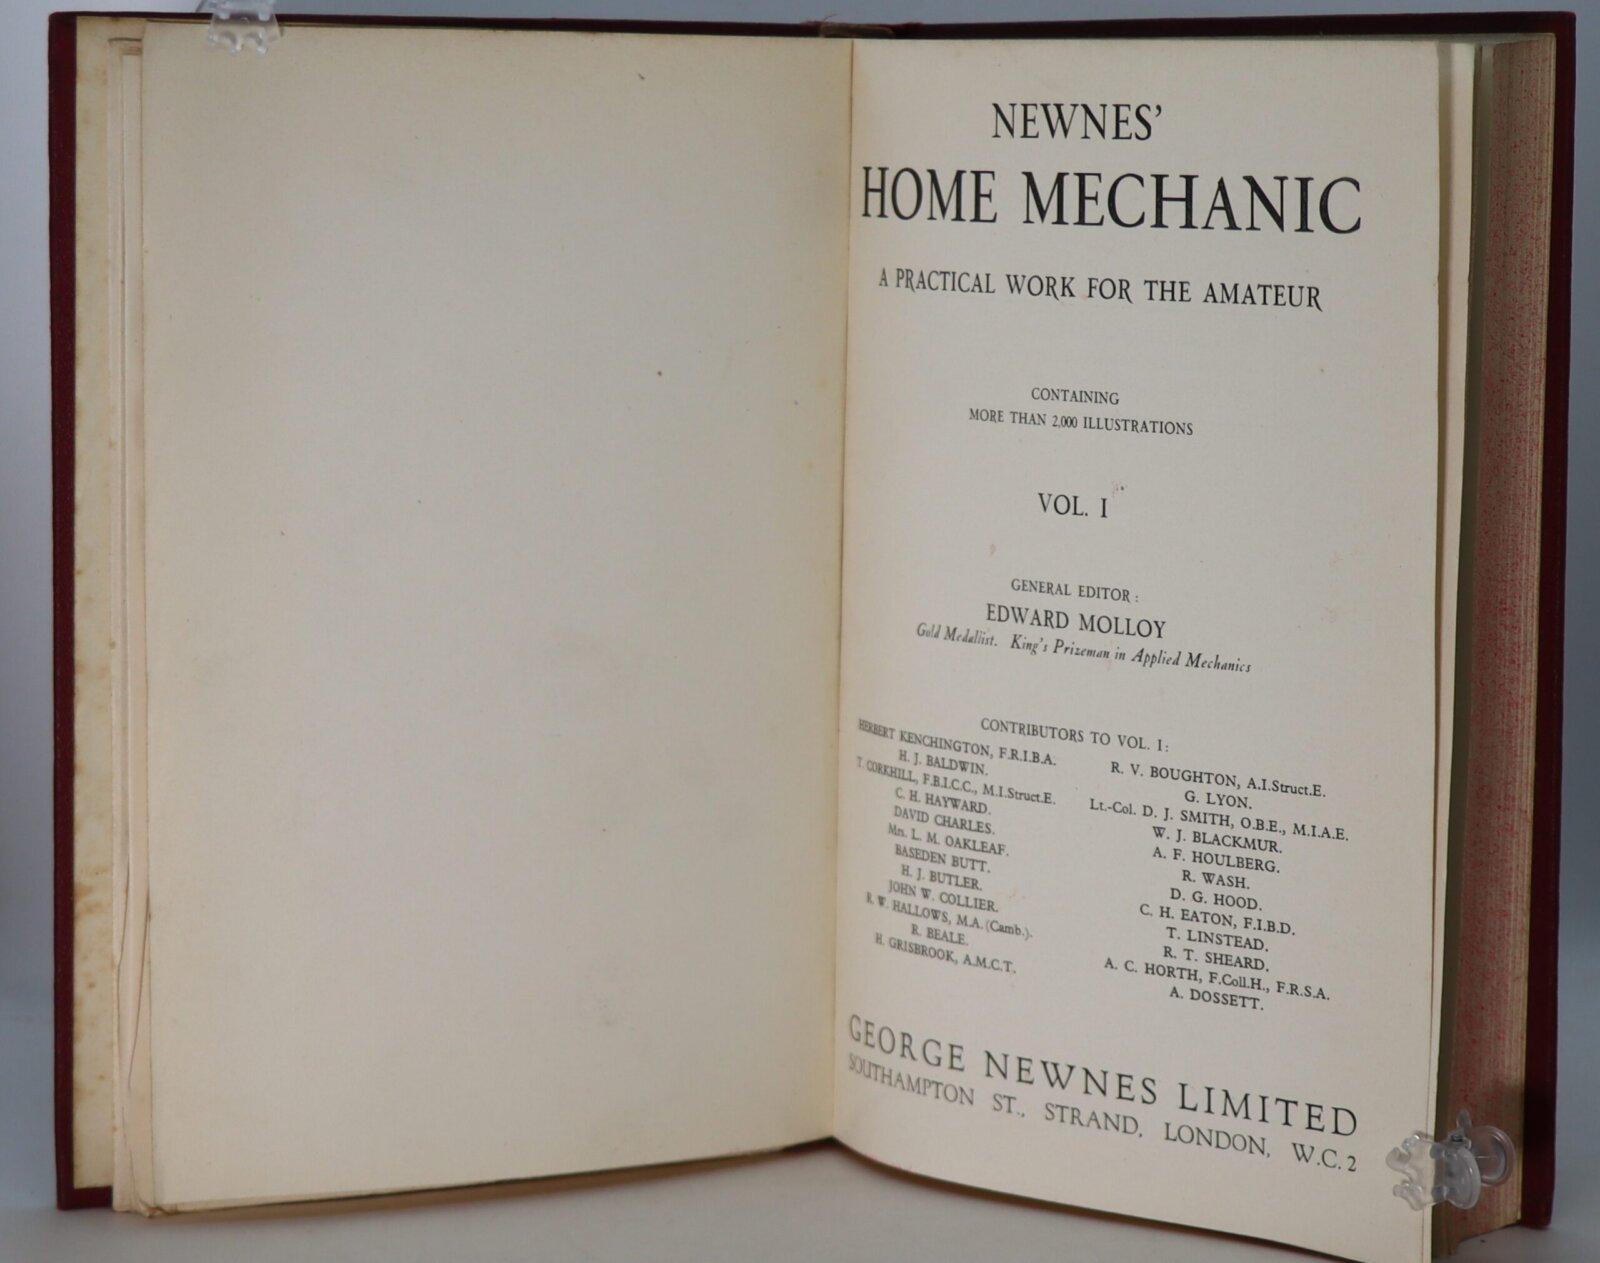 NEWNES'
HOME MECHANIC
A PRACTICAL WORK FOR THE AMATEUR
CONTAINING
MORE THAN 2,000 ILLUSTRATIONS
VOL. I
GENERAL EDITOR :
EDWARD MOLLOY
Gold Medallist. King's Prizeman in Applied Mechanics
CONTRIBUTORS TO VOL. I :
HERBERT KENCHINGTON, F.R.I.B.A.
H. J. BALDWIN.
T. CORKHILL, F.B.I.C.C., M.I.Struct.E.
C. H. HAYWARD.
DAVID CHARLES.
Mrs. L. M. OAKLEAF.
BASEDEN BUTT.
H. J. BUTLER.
JOHN W. COLLIER.
R. W. HALLOWS, M.A. (Camb.).
R. BEALE.
H. GRISBROOK, A.M.C.T.
R. V. BOUGHTON, A.I.Struct.E.
G. LYON.
Lt.-Col. D. J. SMITH, O.B.E., M.I.A.E.
W. J. BLACKMUR.
A. F. HOULBERG.
R. WASH.
D. G. HOOD.
C. H. EATON, F.I.B.D.
T. LINSTEAD.
R. T. SHEARD.
A. C. HORTH, F.Coll.H., F.R.S.A.
A. DOSSETT.
GEORGE NEWNES LIMITED
SOUTHAMPTON ST., STRAND, LONDON, W.C.2